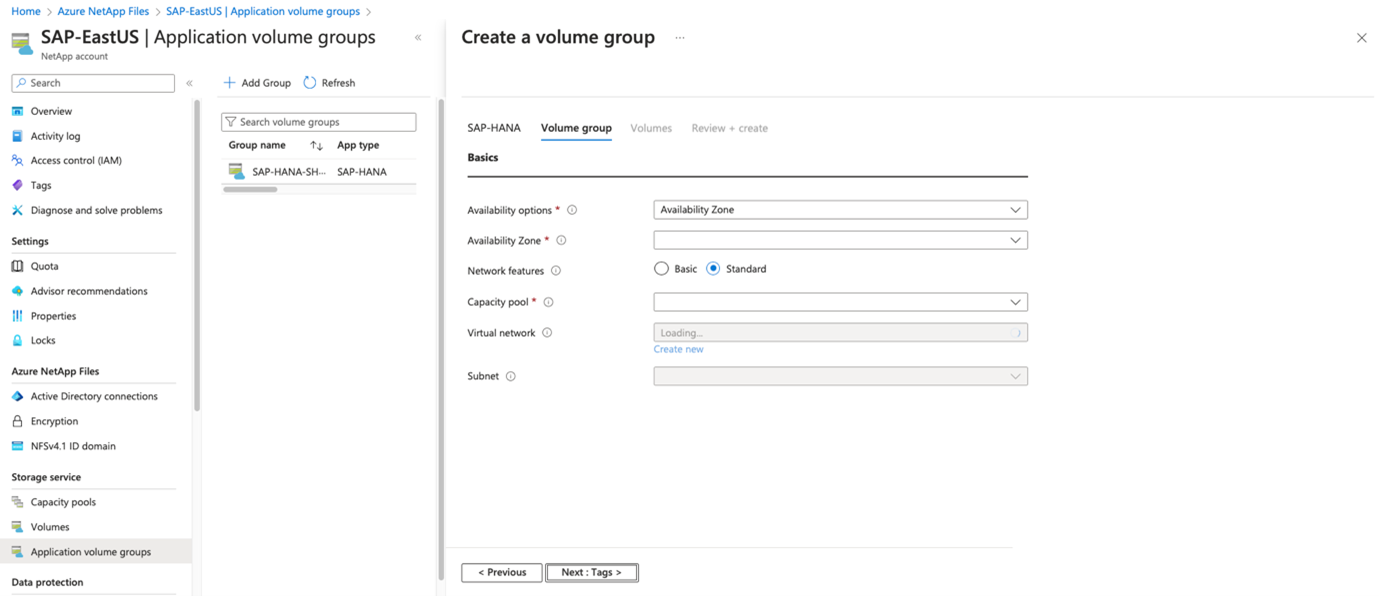 Home > Azure NetApp Files > SAP-EastUS | Application volume groups >
SAP-EastUS | Application volume groups
NetApp account
«
Search
«
Overview
Activity log
Access control (IAM)
Tags
Diagnose and solve problems
Settings
Quota
Advisor recommendations
Properties
Locks
Azure NetApp Files
Active Directory connections
Encryption
NFSv4.1 ID domain
Storage service
Capacity pools
Volumes
Application volume groups
Data protection
+ Add Group Refresh
Search volume groups
Group name ↑↓ App type
SAP-HANA-SH... SAP-HANA
Create a volume group ...
SAP-HANA Volume group Volumes Review + create
Basics
Availability options * Availability Zone
Availability Zone *
Network features Basic Standard
Capacity pool *
Virtual network Loading...
Create new
Subnet
< Previous Next : Tags >